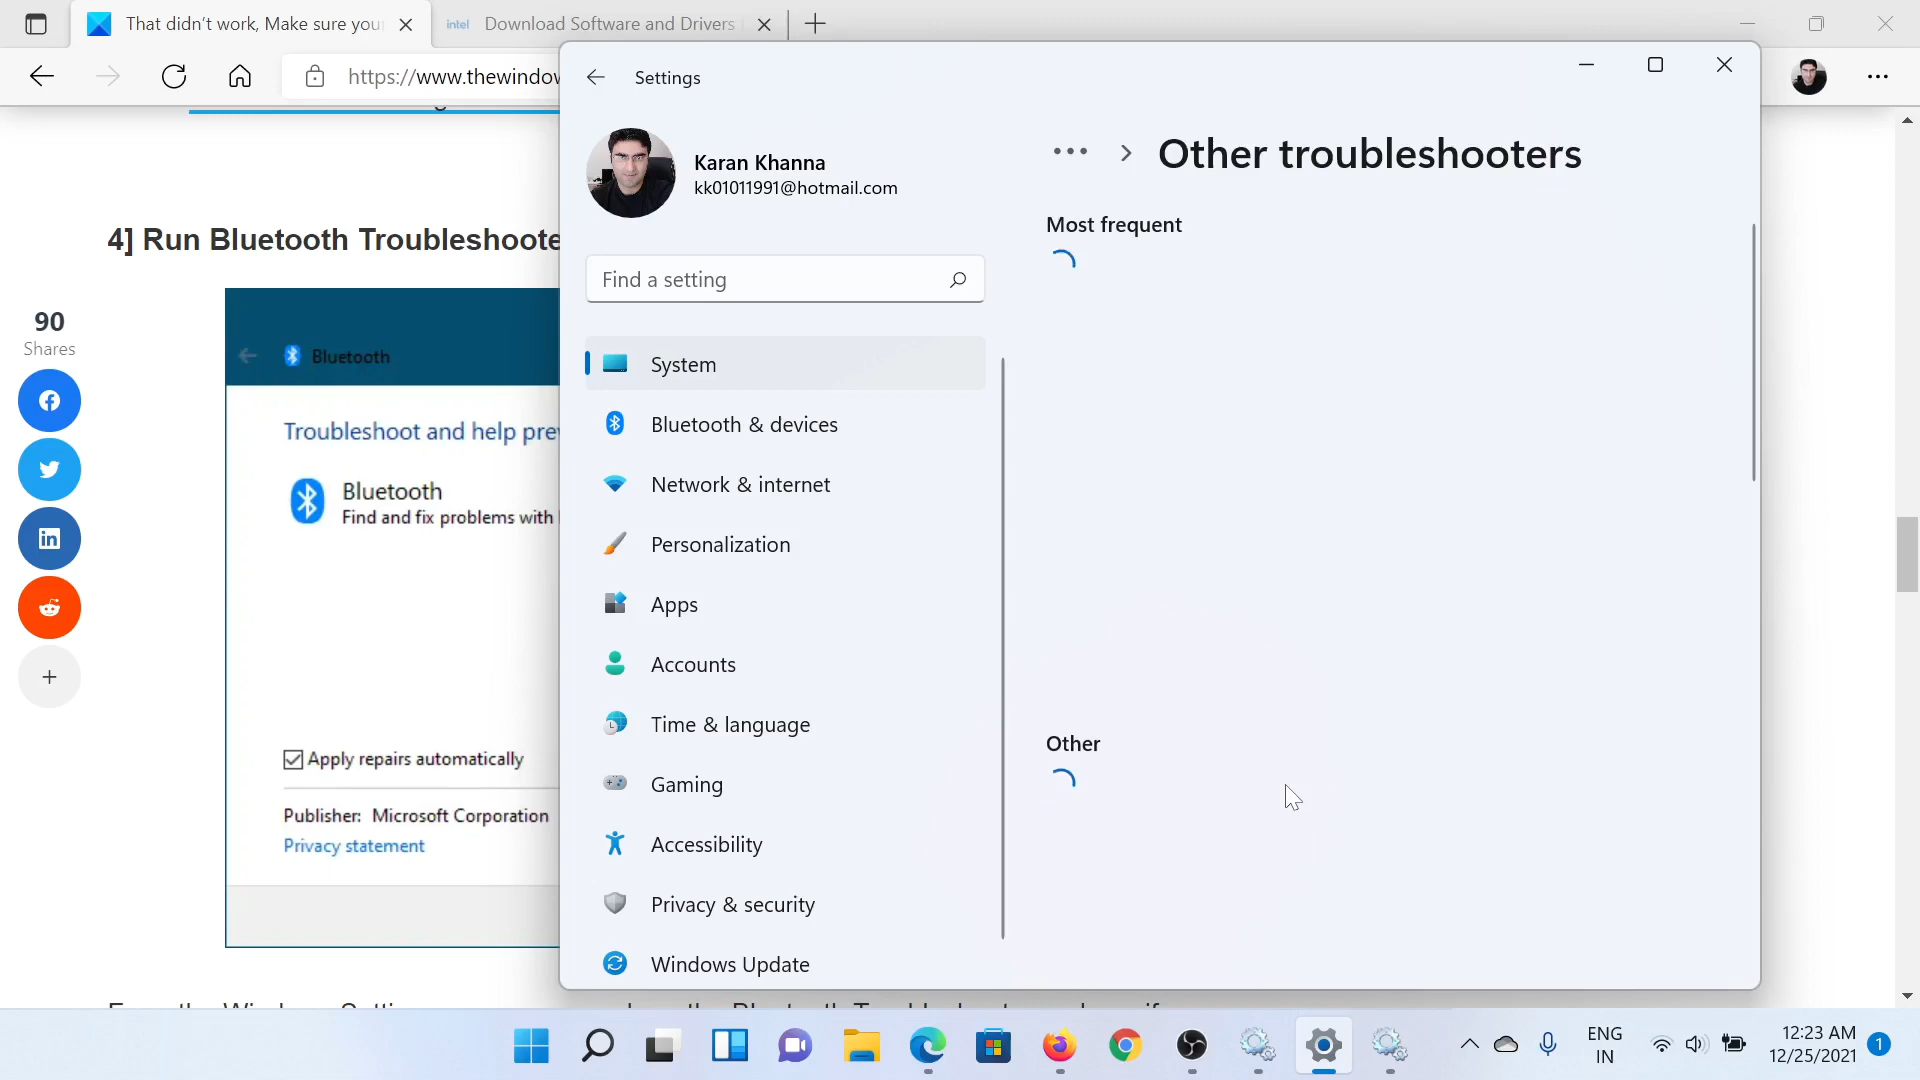 That didn't work, Make sure you
intel Download Software and Drivers
https://www.thewindow
Settings
Karan Khanna
kk01011991@hotmail.com
Other troubleshooters
Most frequent
4] Run Bluetooth Troubleshoote
Find a setting
90
Shares
Bluetooth
System
Troubleshoot and help pre
Bluetooth & devices
Bluetooth
Find and fix problems with
Network & internet
Personalization
Apps
Accounts
Time & language
Other
Apply repairs automatically
Gaming
Publisher: Microsoft Corporation
Privacy statement
Accessibility
Privacy & security
Windows Update
ENG
IN
12:23 AM
12/25/2021
1